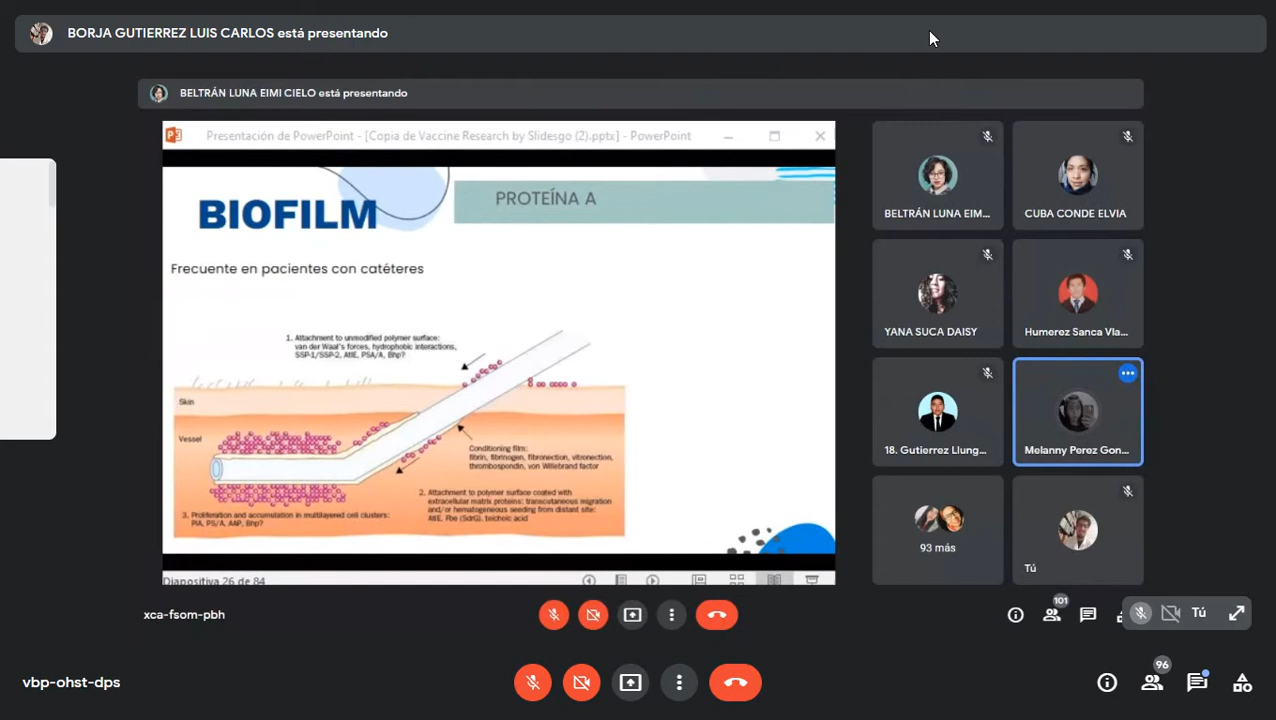 BORJA GUTIERREZ LUIS CARLOS está presentando
BELTRÁN LUNA EIMI CIELO está presentando
Presentación de PowerPoint - [Copia de Vaccine Research by Slidesgo (2).pptx] - PowerPoint
BIOFILM
PROTEÍNA A
Frecuente en pacientes con catéteres
1. Attachment to unmodified polymer surface:
van der Waal's forces, hydrophobic interactions,
SSP-1/SSP-2, AtlE, PSA/A, Bhp?
Skin
Vessel
Conditioning film:
fibrin, fibrinogen, fibronection, vitronection,
thrombospondin, von Willebrand factor
2. Attachment to polymer surface coated with
extracellular matrix proteins: transcutaneous migration
and/or hematogeneous seeding from distant site:
AtlE, Fbe (SdrG), teichoic acid
3. Proliferation and accumulation in multilayered cell clusters:
PIA, PS/A, AAP, Bhp?
Diapositiva 26 de 84
BELTRÁN LUNA EIM...
CUBA CONDE ELVIA
YANA SUCA DAISY
Humerez Sanca Vla...
18. Gutierrez Llung...
Melanny Perez Gon...
93 más
Tú
xca-fsom-pbh
101
Tú
vbp-ohst-dps
96